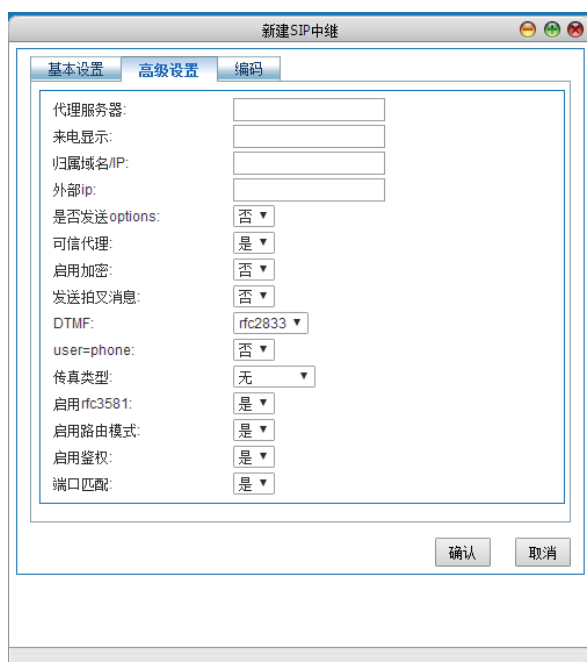 新建SIP中继
基本设置 高级设置 编码
代理服务器:
来电显示:
归属域名/IP:
外部ip:
是否发送options: 否
可信代理: 是
启用加密: 否
发送拍叉消息: 否
DTMF: rfc2833
user=phone: 否
传真类型: 无
启用rfc3581: 是
启用路由模式: 是
启用鉴权: 是
端口匹配: 是
确认 取消